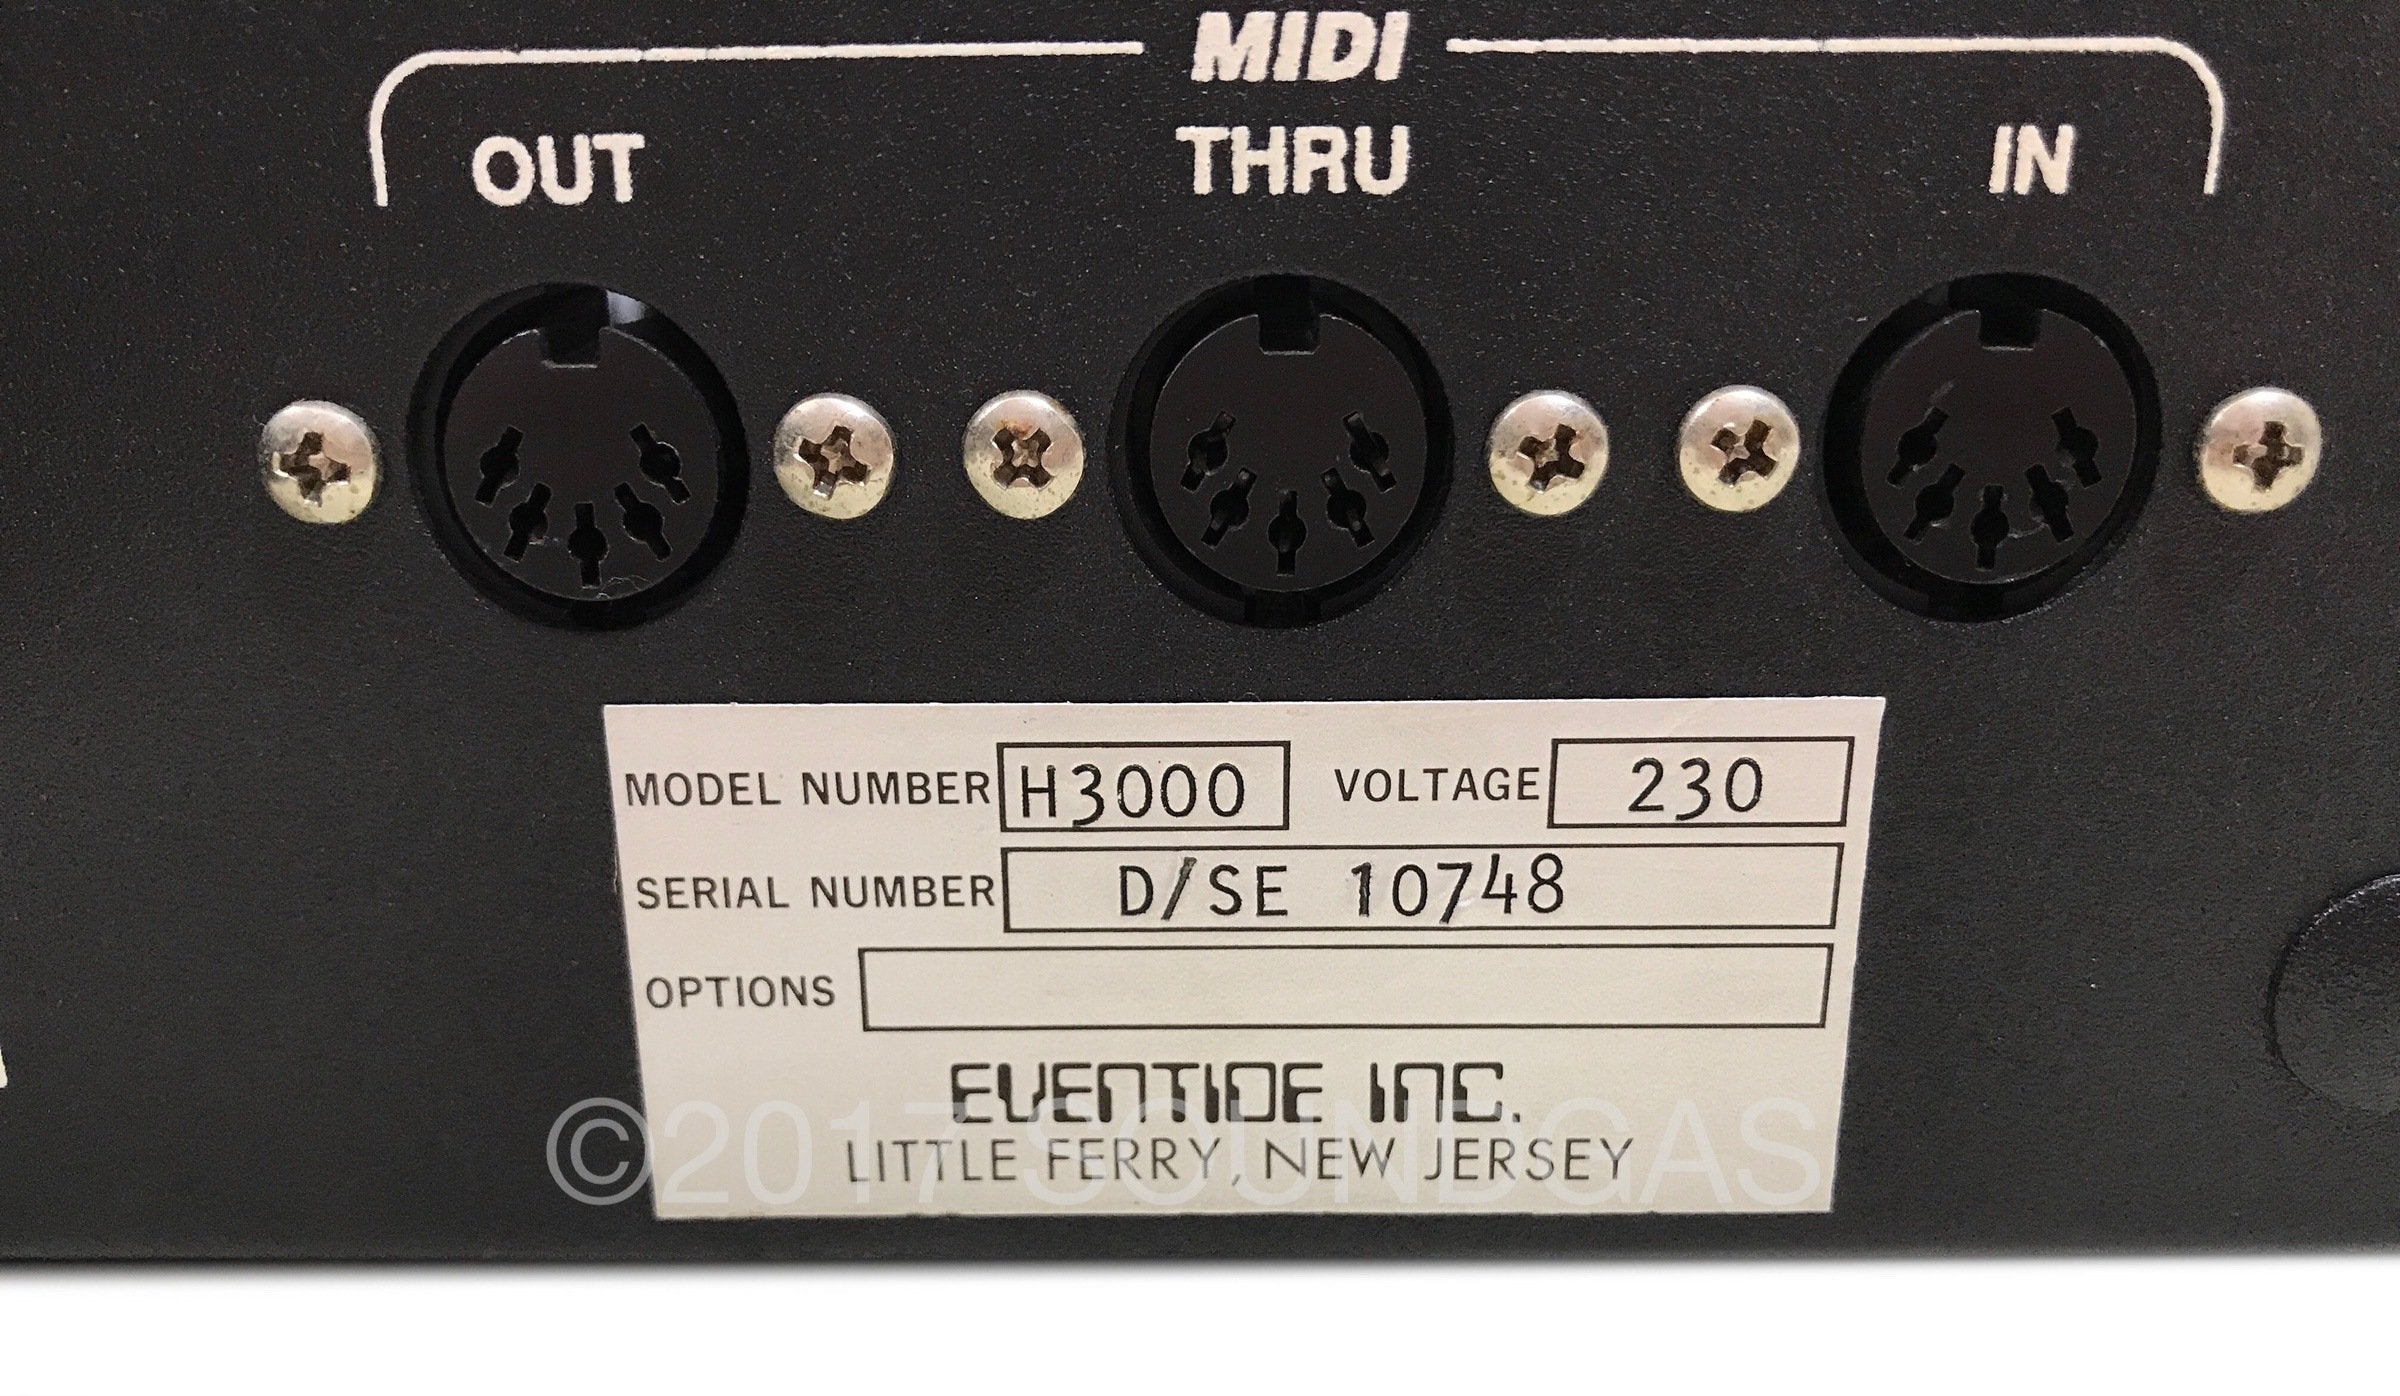 MIDI
OUT THRU IN
MODEL NUMBER H3000 VOLTAGE 230
SERIAL NUMBER D/SE 10748
OPTIONS
EVENTIDE INC.
LITTLE FERRY, NEW JERSEY
©2017 SOUNDGAS